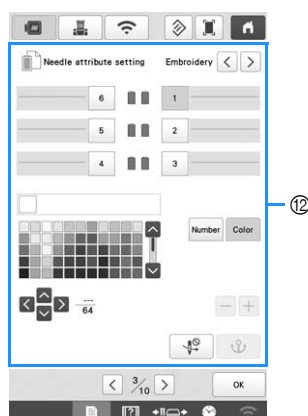 Needle attribute setting Embroidery < >
6 1
5 2
4 3
⑫
Number Color
---
64
− +
< 3/10 >
OK